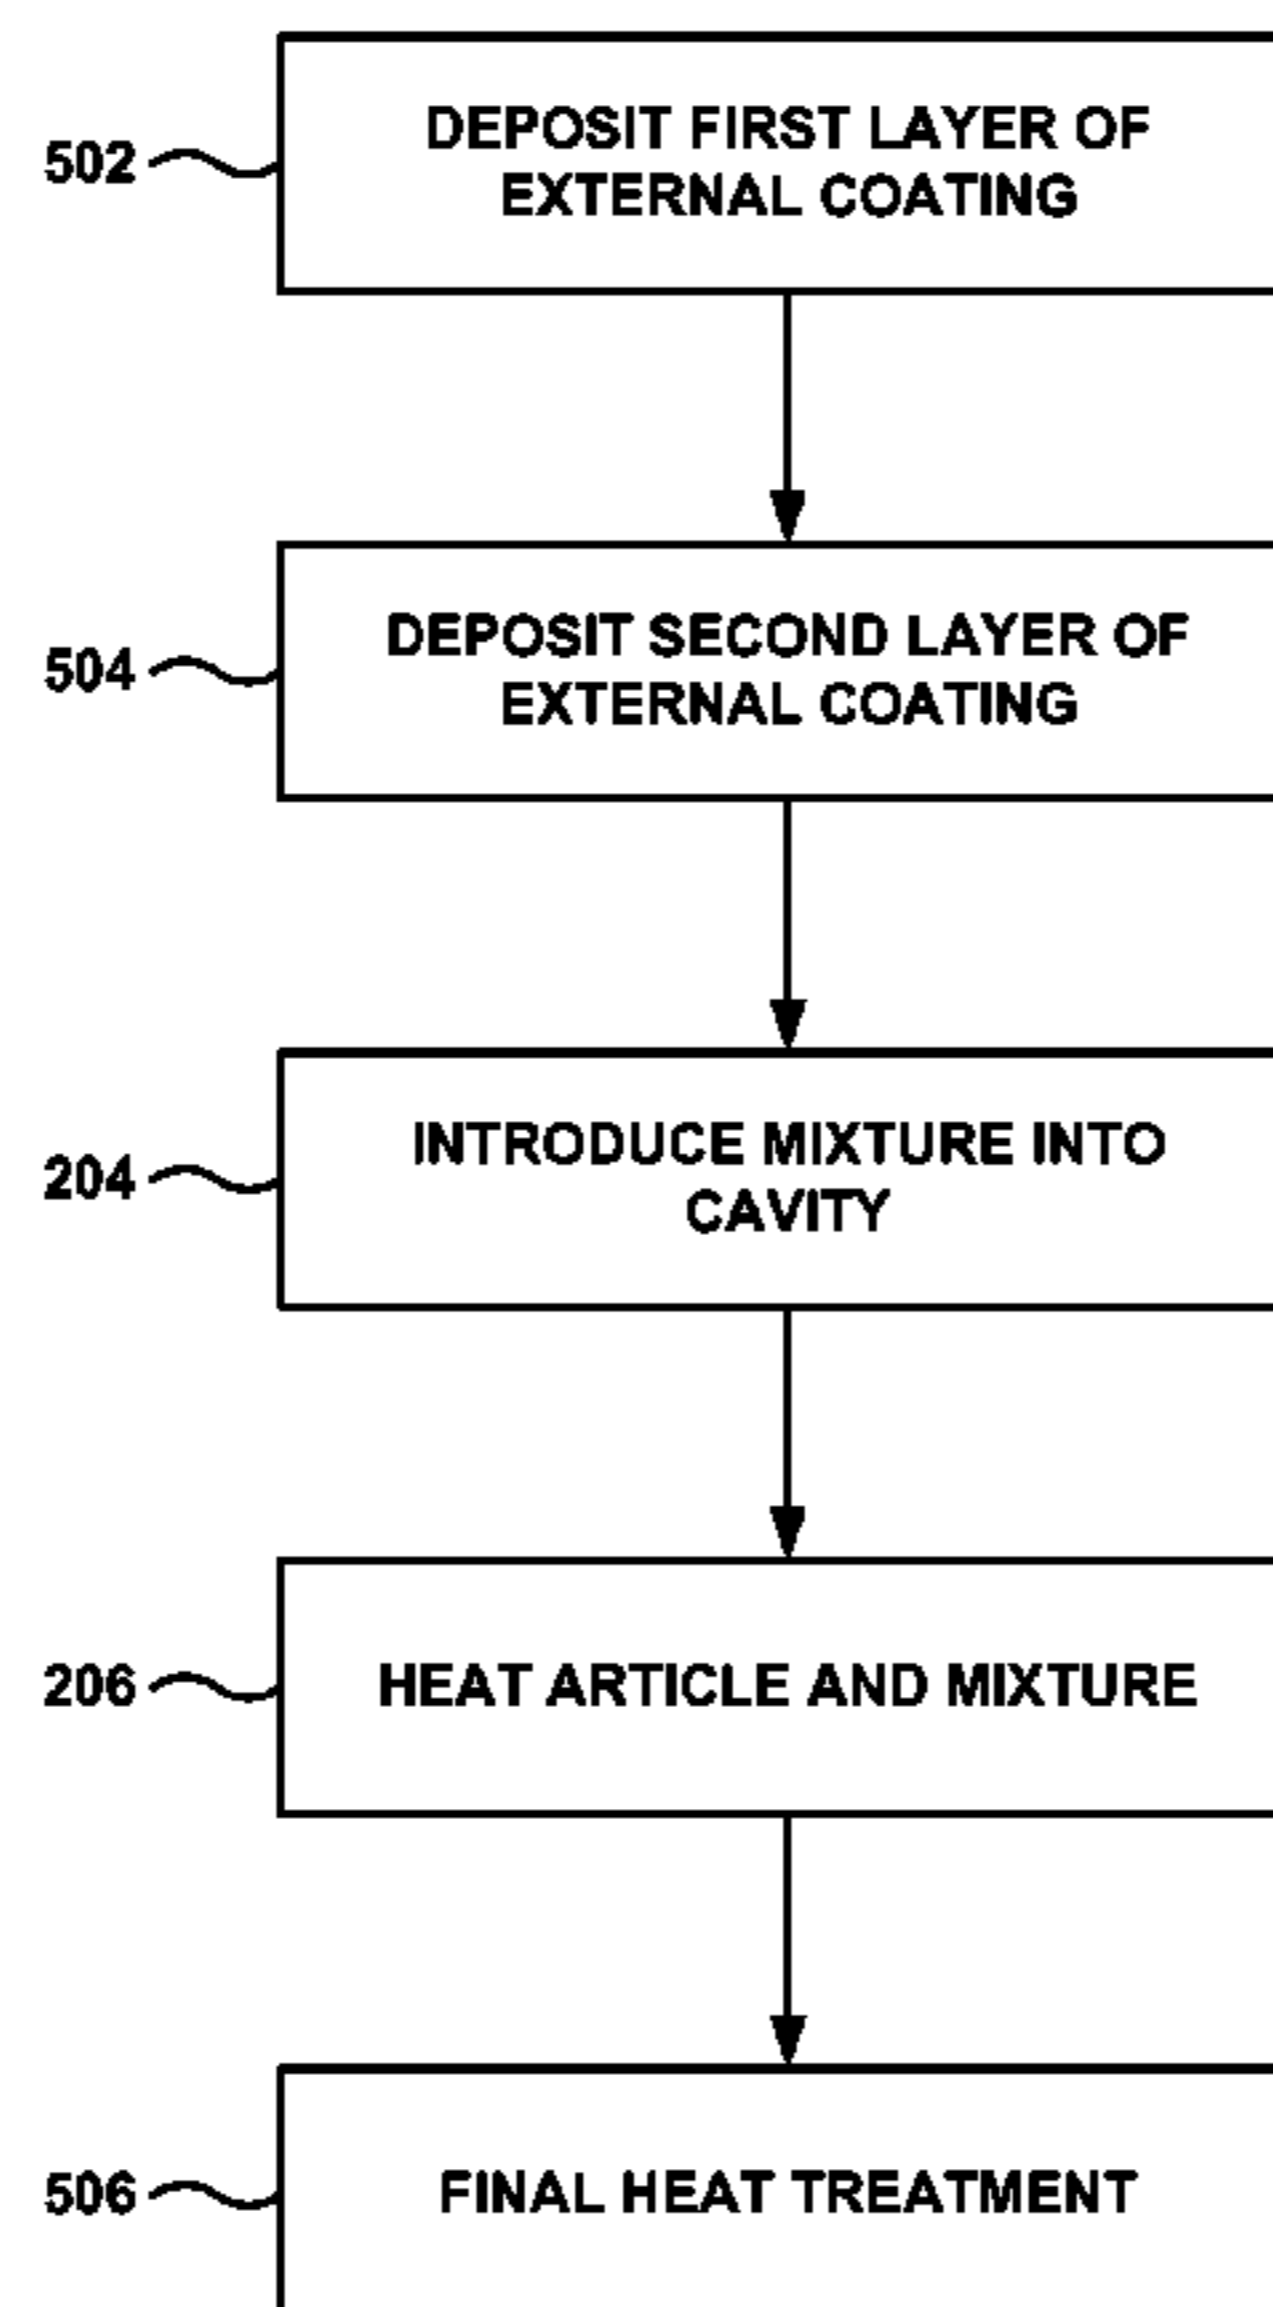 502
DEPOSIT FIRST LAYER OF
EXTERNAL COATING
504
DEPOSIT SECOND LAYER OF
EXTERNAL COATING
204
INTRODUCE MIXTURE INTO
CAVITY
206
HEAT ARTICLE AND MIXTURE
506
FINAL HEAT TREATMENT